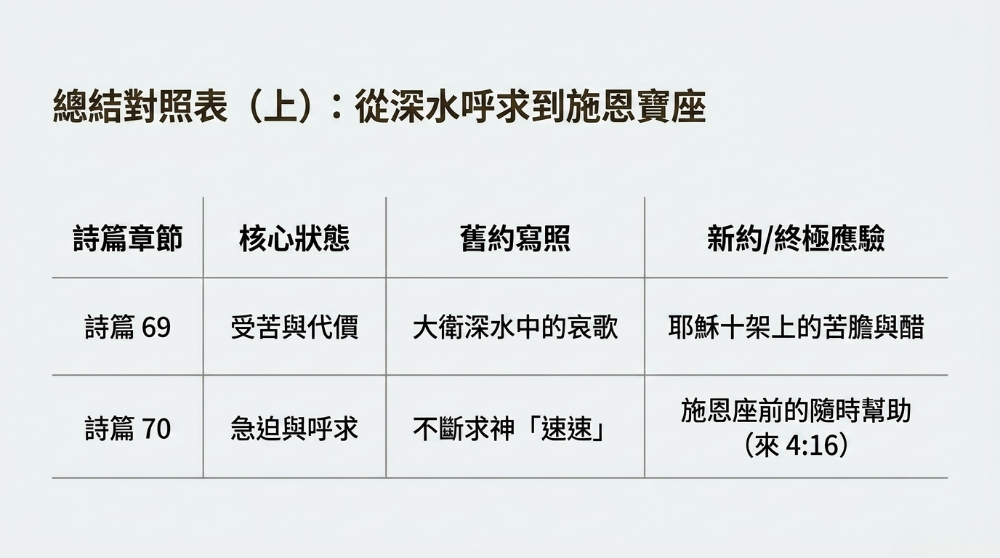 總結對照表（上）：從深水呼求到施恩寶座
詩篇章節 核心狀態 舊約寫照 新約/終極應驗
詩篇 69 受苦與代價 大衛深水中的哀歌 耶穌十架上的苦膽與醋
詩篇 70 急迫與呼求 不斷求神「速速」 施恩座前的隨時幫助
（來 4:16）